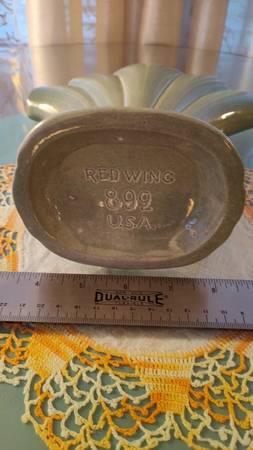 RED WING
892
USA
DUAL-RULE